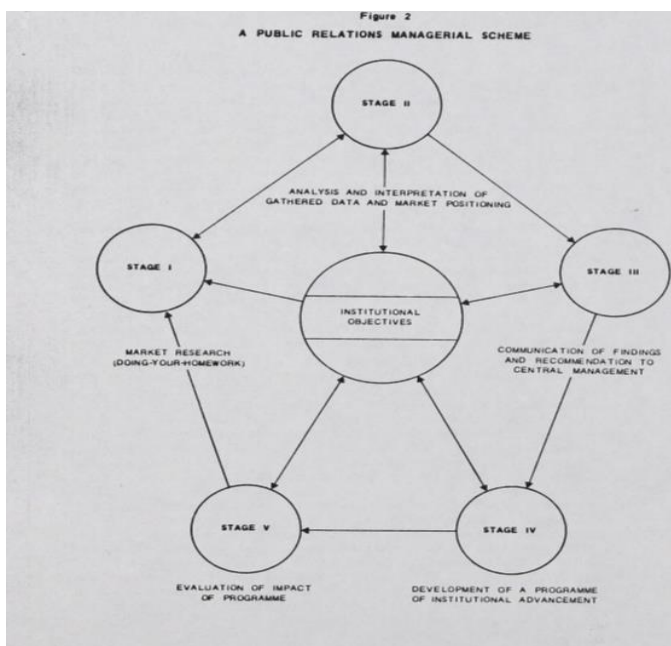 Figure 2
A PUBLIC RELATIONS MANAGERIAL SCHEME
STAGE II
ANALYSIS AND INTERPRETATION OF
GATHERED DATA AND MARKET POSITIONING
STAGE I
STAGE III
INSTITUTIONAL
OBJECTIVES
MARKET RESEARCH
(DOING-YOUR-HOMEWORK)
COMMUNICATION OF FINDINGS
AND RECOMMENDATION TO
CENTRAL MANAGEMENT
STAGE V
STAGE IV
EVALUATION OF IMPACT
OF PROGRAMME
DEVELOPMENT OF A PROGRAMME
OF INSTITUTIONAL ADVANCEMENT